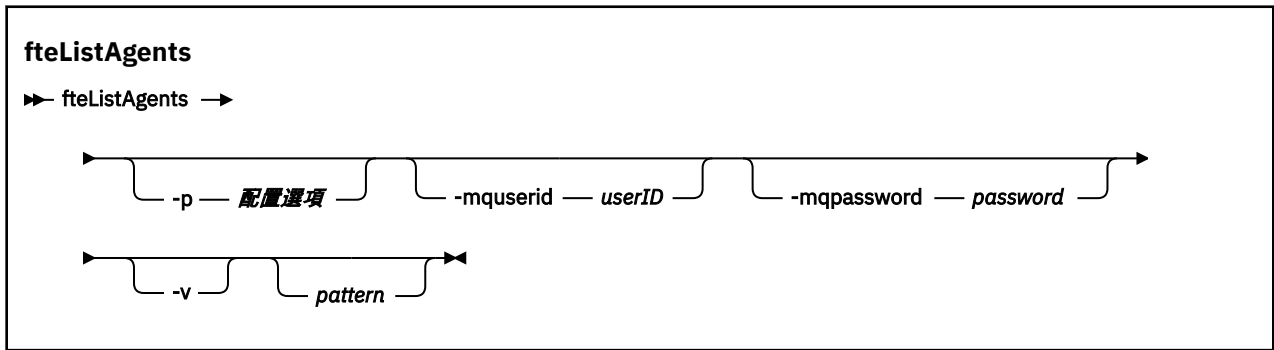 fteListAgents
fteListAgents
-p 配置選項 -mquserid userID -mqpassword password
-v pattern